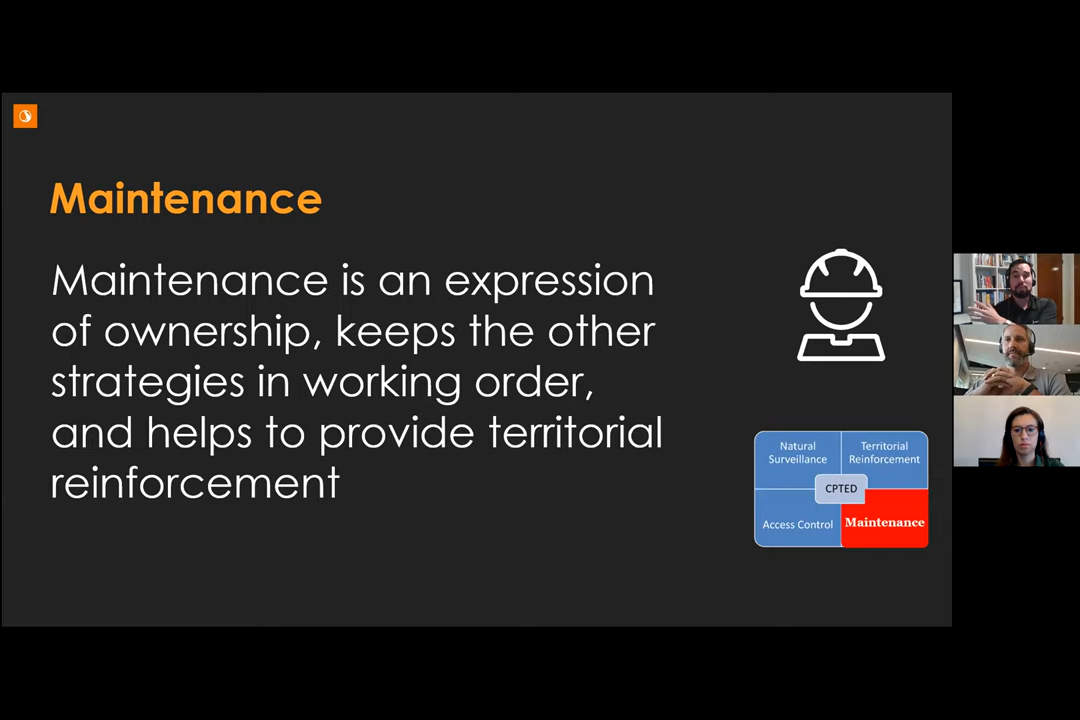 Maintenance
Maintenance is an expression
of ownership, keeps the other
strategies in working order,
and helps to provide territorial
reinforcement
Natural
Surveillance
Territorial
Reinforcement
CPTED
Access Control
Maintenance